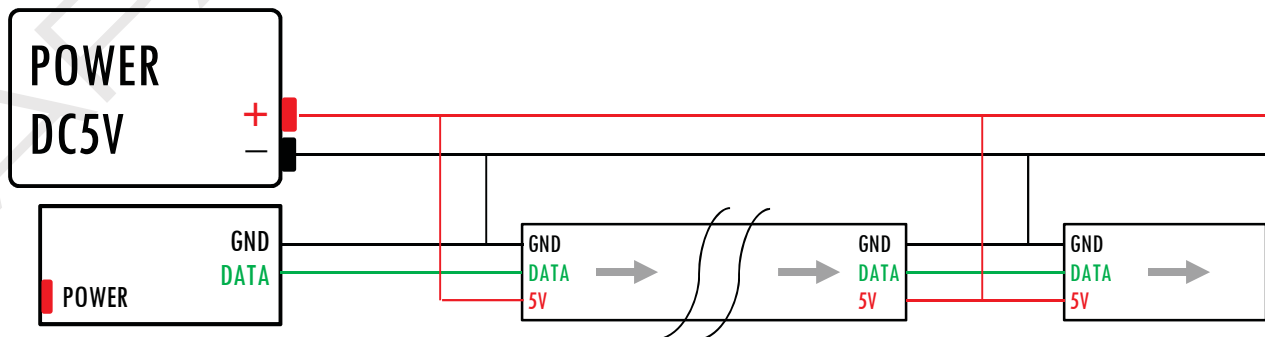 POWER
DC5V
+
−
GND
DATA
POWER
GND
DATA
5V
GND
DATA
5V
GND
DATA
5V